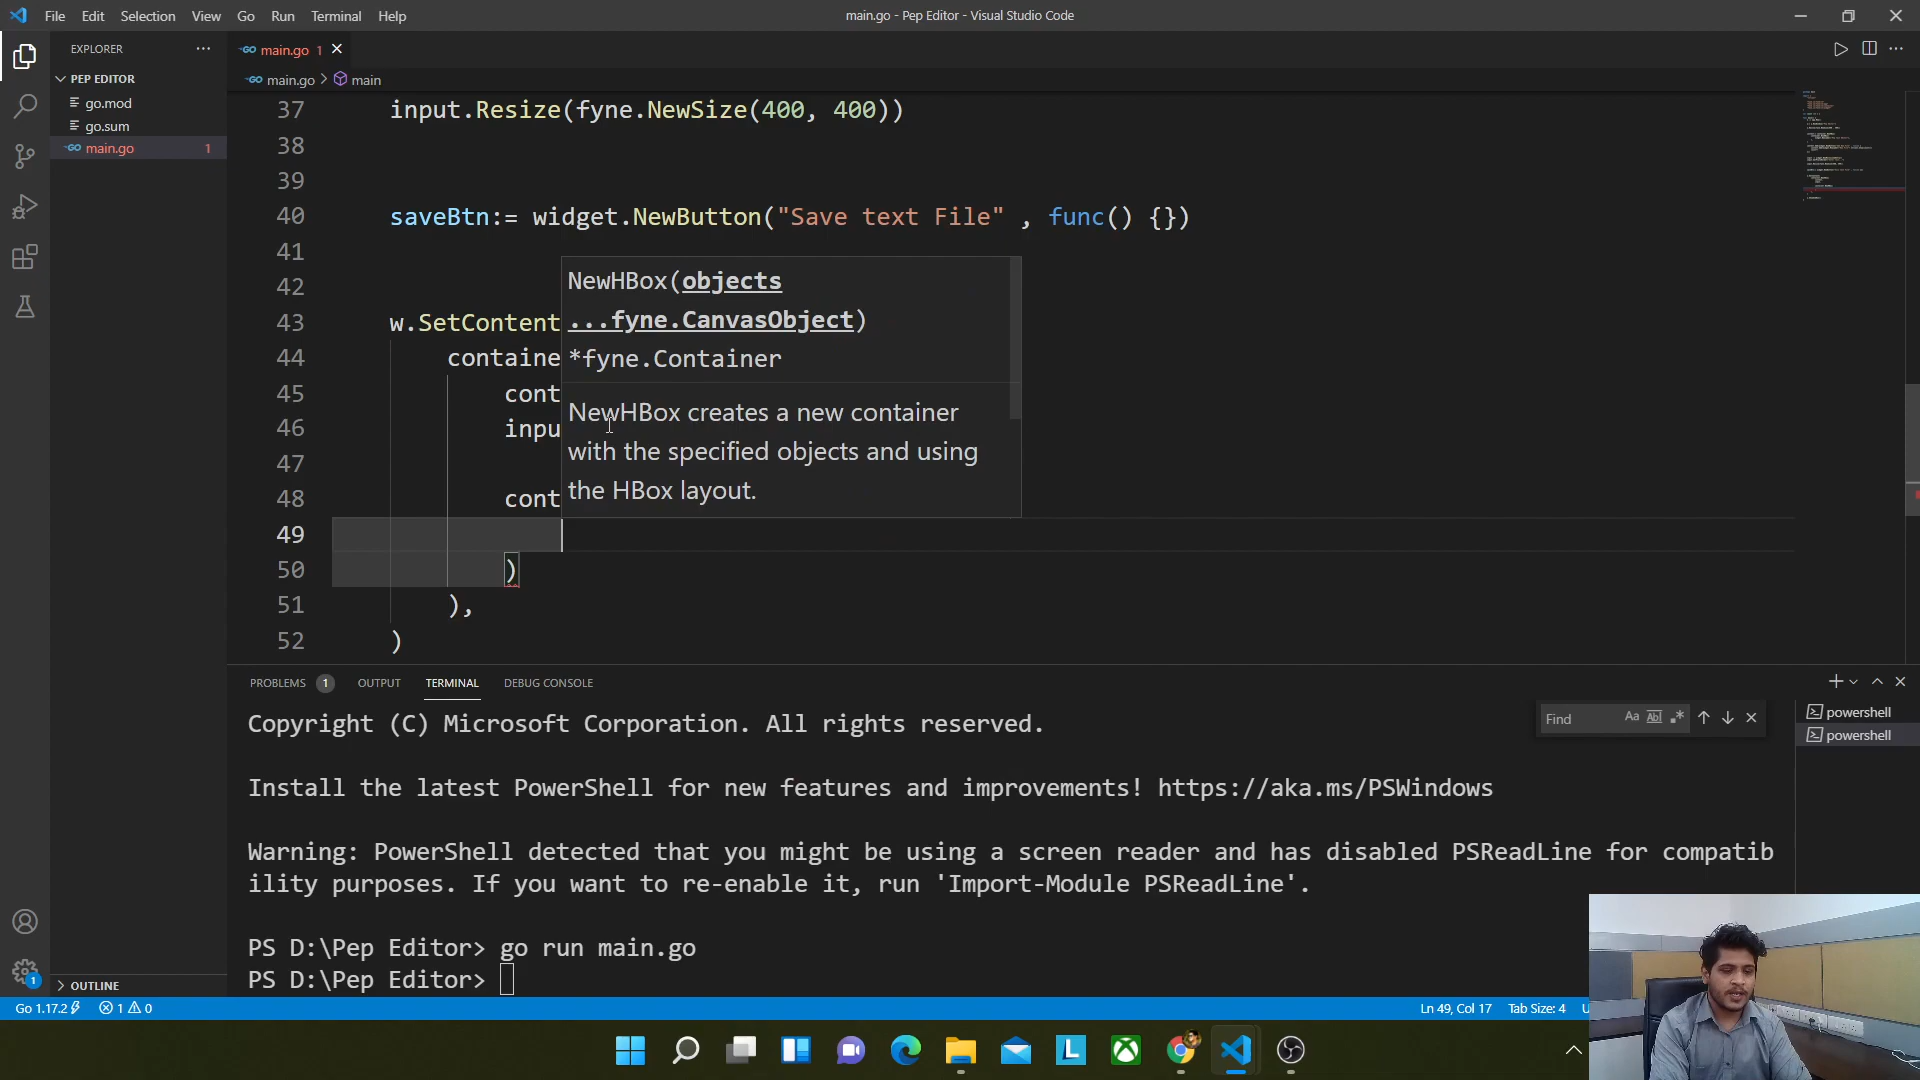 File Edit Selection View Go Run Terminal Help
main.go - Pep Editor - Visual Studio Code
EXPLORER
main.go 1
PEP EDITOR
main.go > main
go.mod
go.sum
main.go 1
37 input.Resize(fyne.NewSize(400, 400))
38
39
40 saveBtn:= widget.NewButton("Save text File" , func() {})
41
42
43 w.SetContent
44 containe
45 cont
46 inpu
47
48 cont
49
50 )
51 ),
52 )
NewHBox(objects
...fyne.CanvasObject)
*fyne.Container
NewHBox creates a new container
with the specified objects and using
the HBox layout.
PROBLEMS 1 OUTPUT TERMINAL DEBUG CONSOLE
Find
powershell
powershell
Copyright (C) Microsoft Corporation. All rights reserved.
Install the latest PowerShell for new features and improvements! https://aka.ms/PSWindows
Warning: PowerShell detected that you might be using a screen reader and has disabled PSReadLine for compatib
ility purposes. If you want to re-enable it, run 'Import-Module PSReadLine'.
PS D:\Pep Editor> go run main.go
PS D:\Pep Editor>
OUTLINE
Go 1.17.2 1 0
Ln 49, Col 17 Tab Size: 4